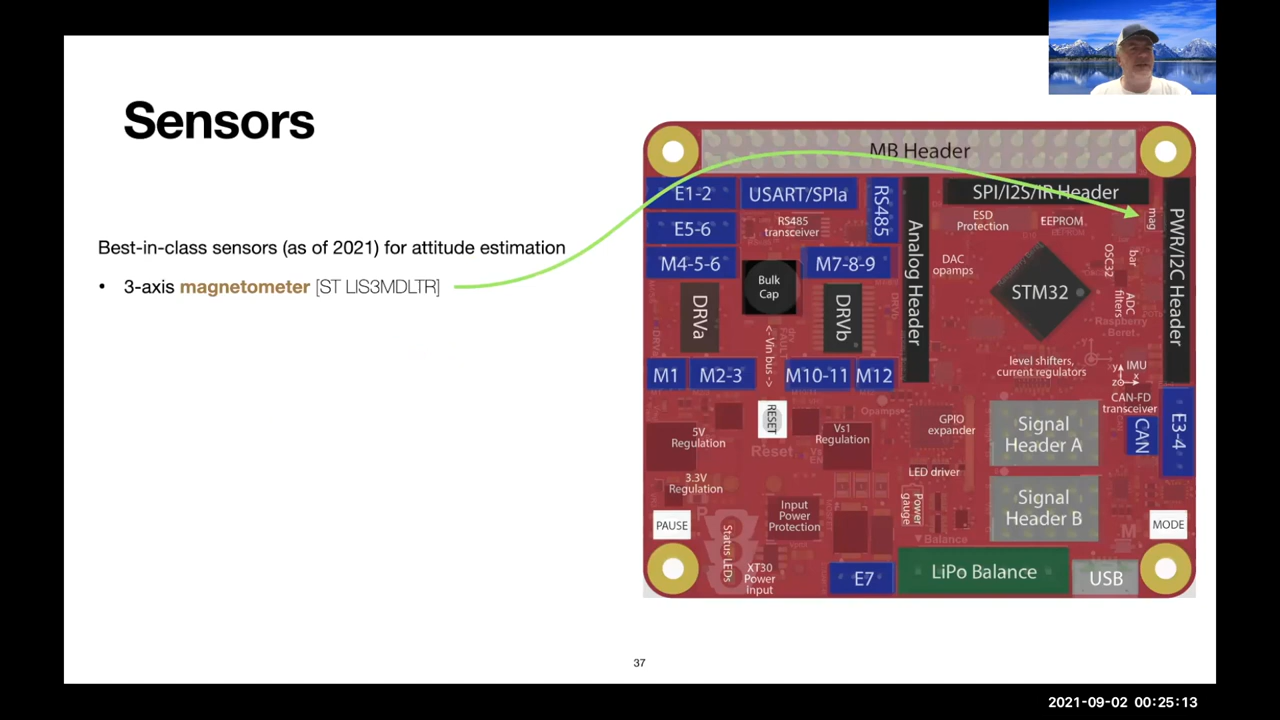 Sensors
Best-in-class sensors (as of 2021) for attitude estimation
• 3-axis magnetometer [ST LIS3MDLTR]
MB Header
E1-2
USART/SPIa
RS485
SPI/I2S/IR Header
E5-6
RS485
transceiver
Analog Header
ESD
Protection
EEPROM
mag
PWR/I2C Header
M4-5-6
Bulk
Cap
M7-8-9
DAC
opamps
OSC32
bar
STM32
DRVa
DRVb
ADC
filters
Raspberry
Beret
<- Vin bus ->
level shifters,
current regulators
IMU
y
x
z
M1
M2-3
M10-11
M12
CAN-FD
transceiver
RESET
Opamps
5V
Regulation
Vs1
Regulation
Reset
GPIO
expander
Signal
Header A
CAN
E3-4
LED driver
3.3V
Regulation
Input
Power
Protection
Power
gauge
Signal
Header B
PAUSE
MODE
Status LEDs
▼Balance
M
XT30
Power
Input
E7
LiPo Balance
USB
37
2021-09-02 00:25:13